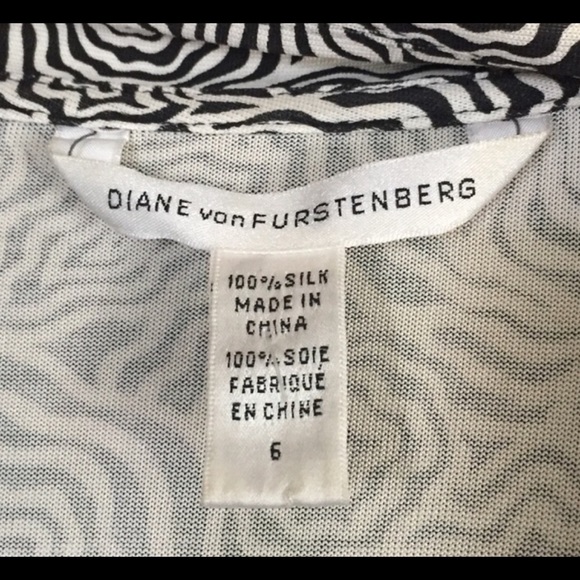 DIANE von FURSTENBERG
100% SILK
MADE IN
CHINA
100% SOIE
FABRIQUÉ
EN CHINE
6